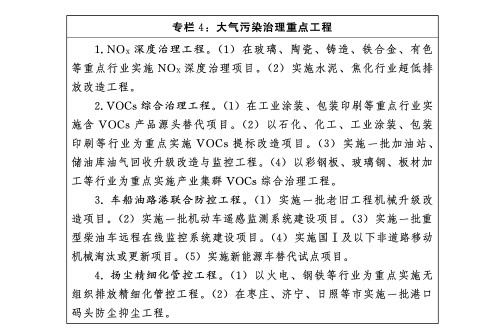 专栏 4：大气污染治理重点工程
1. NOX 深度治理工程。（1）在玻璃、陶瓷、铸造、铁合金、有色
等重点行业实施 NOX 深度治理项目。（2）实施水泥、焦化行业超低排
放改造工程。
2. VOCs 综合治理工程。（1）在工业涂装、包装印刷等重点行业实
施含 VOCs 产品源头替代项目。（2）以石化、化工、工业涂装、包装
印刷等行业为重点实施 VOCs 提标改造项目。（3）实施一批加油站、
储油库油气回收升级改造与监控工程。（4）以彩钢板、玻璃钢、板材加
工等行业为重点实施产业集群 VOCs 综合治理工程。
3. 车船油路港联合防控工程。（1）实施一批老旧工程机械升级改
造项目。（2）实施一批机动车遥感监测系统建设项目。（3）实施一批重
型柴油车远程在线监控系统建设项目。（4）实施国Ⅰ及以下非道路移动
机械淘汰或更新项目。（5）实施新能源车替代试点项目。
4. 扬尘精细化管控工程。（1）以火电、钢铁等行业为重点实施无
组织排放精细化管控工程。（2）在枣庄、济宁、日照等市实施一批港口
码头防尘抑尘工程。